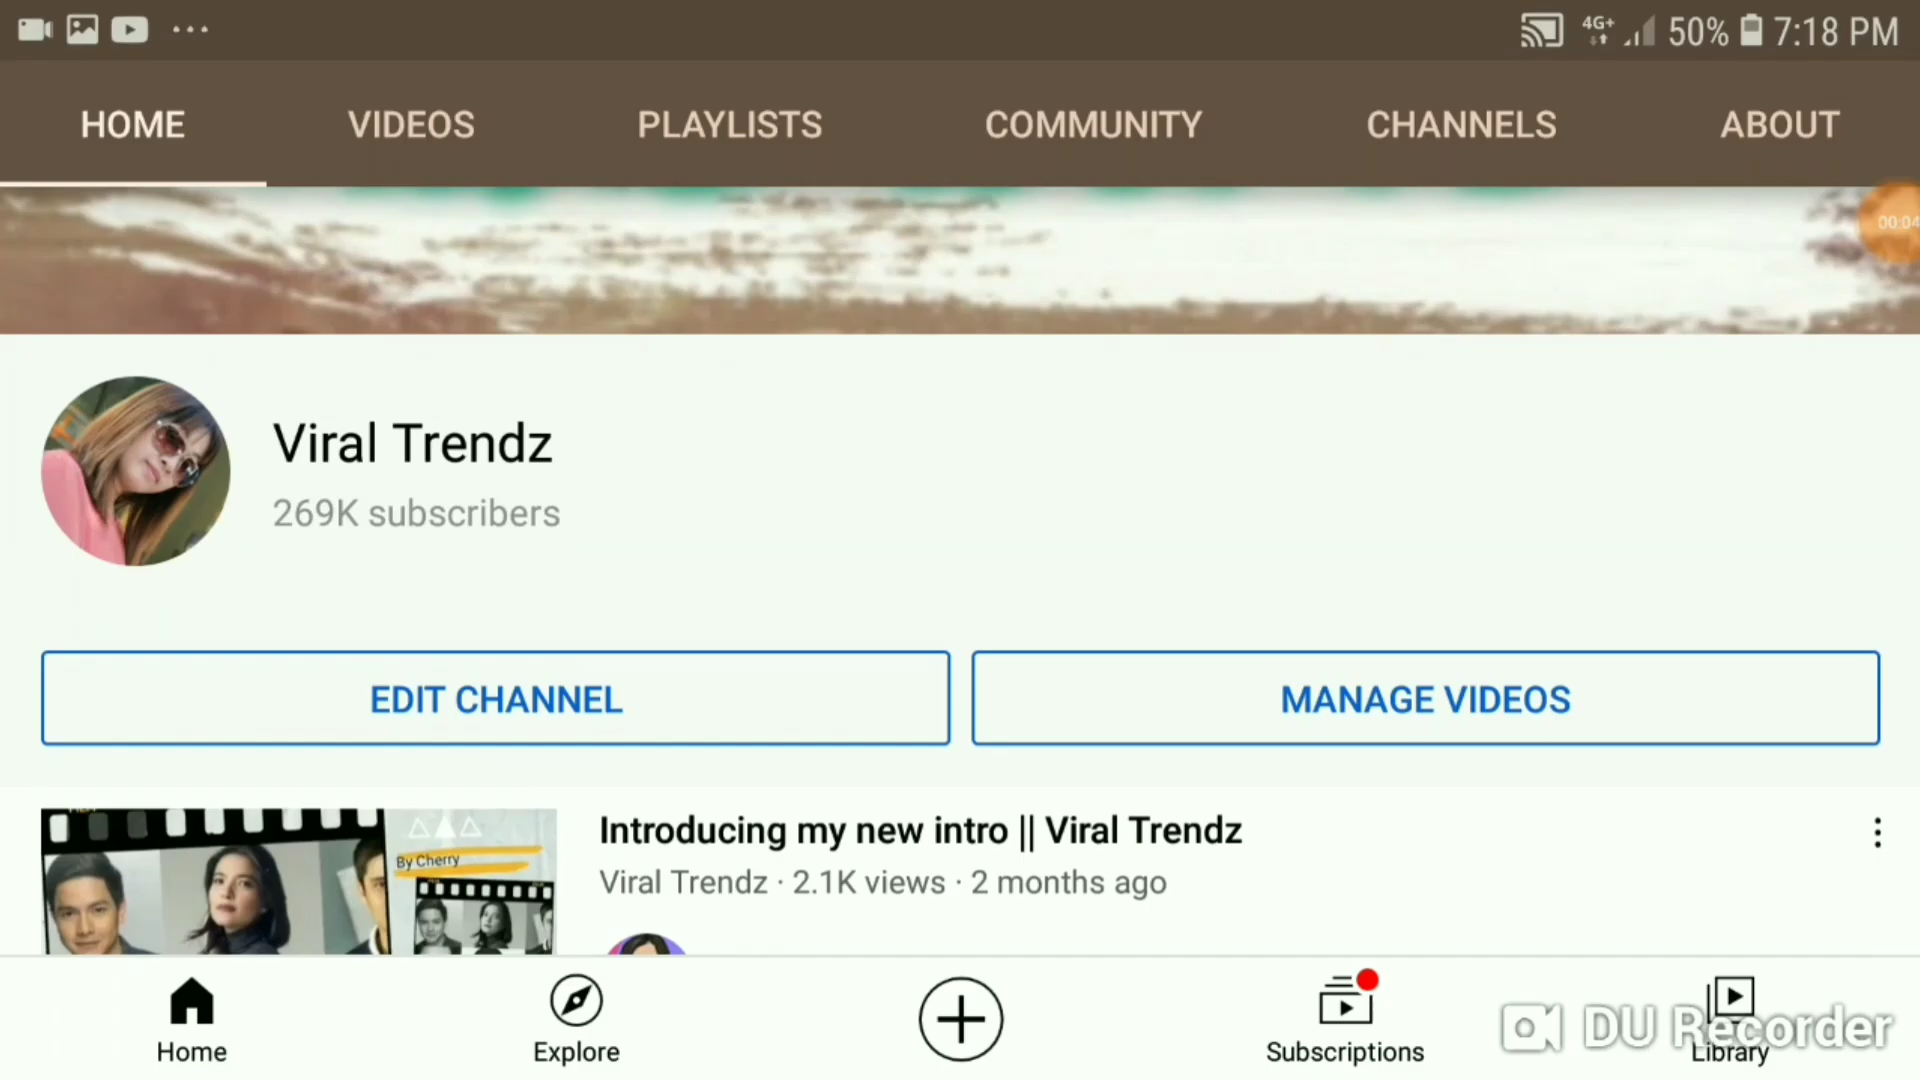 4G+ 50% 7:18 PM
HOME VIDEOS PLAYLISTS COMMUNITY CHANNELS ABOUT
00:04
Viral Trendz
269K subscribers
EDIT CHANNEL MANAGE VIDEOS
By Cherry
Introducing my new intro || Viral Trendz
Viral Trendz · 2.1K views · 2 months ago
Home Explore Subscriptions Library
DU Recorder